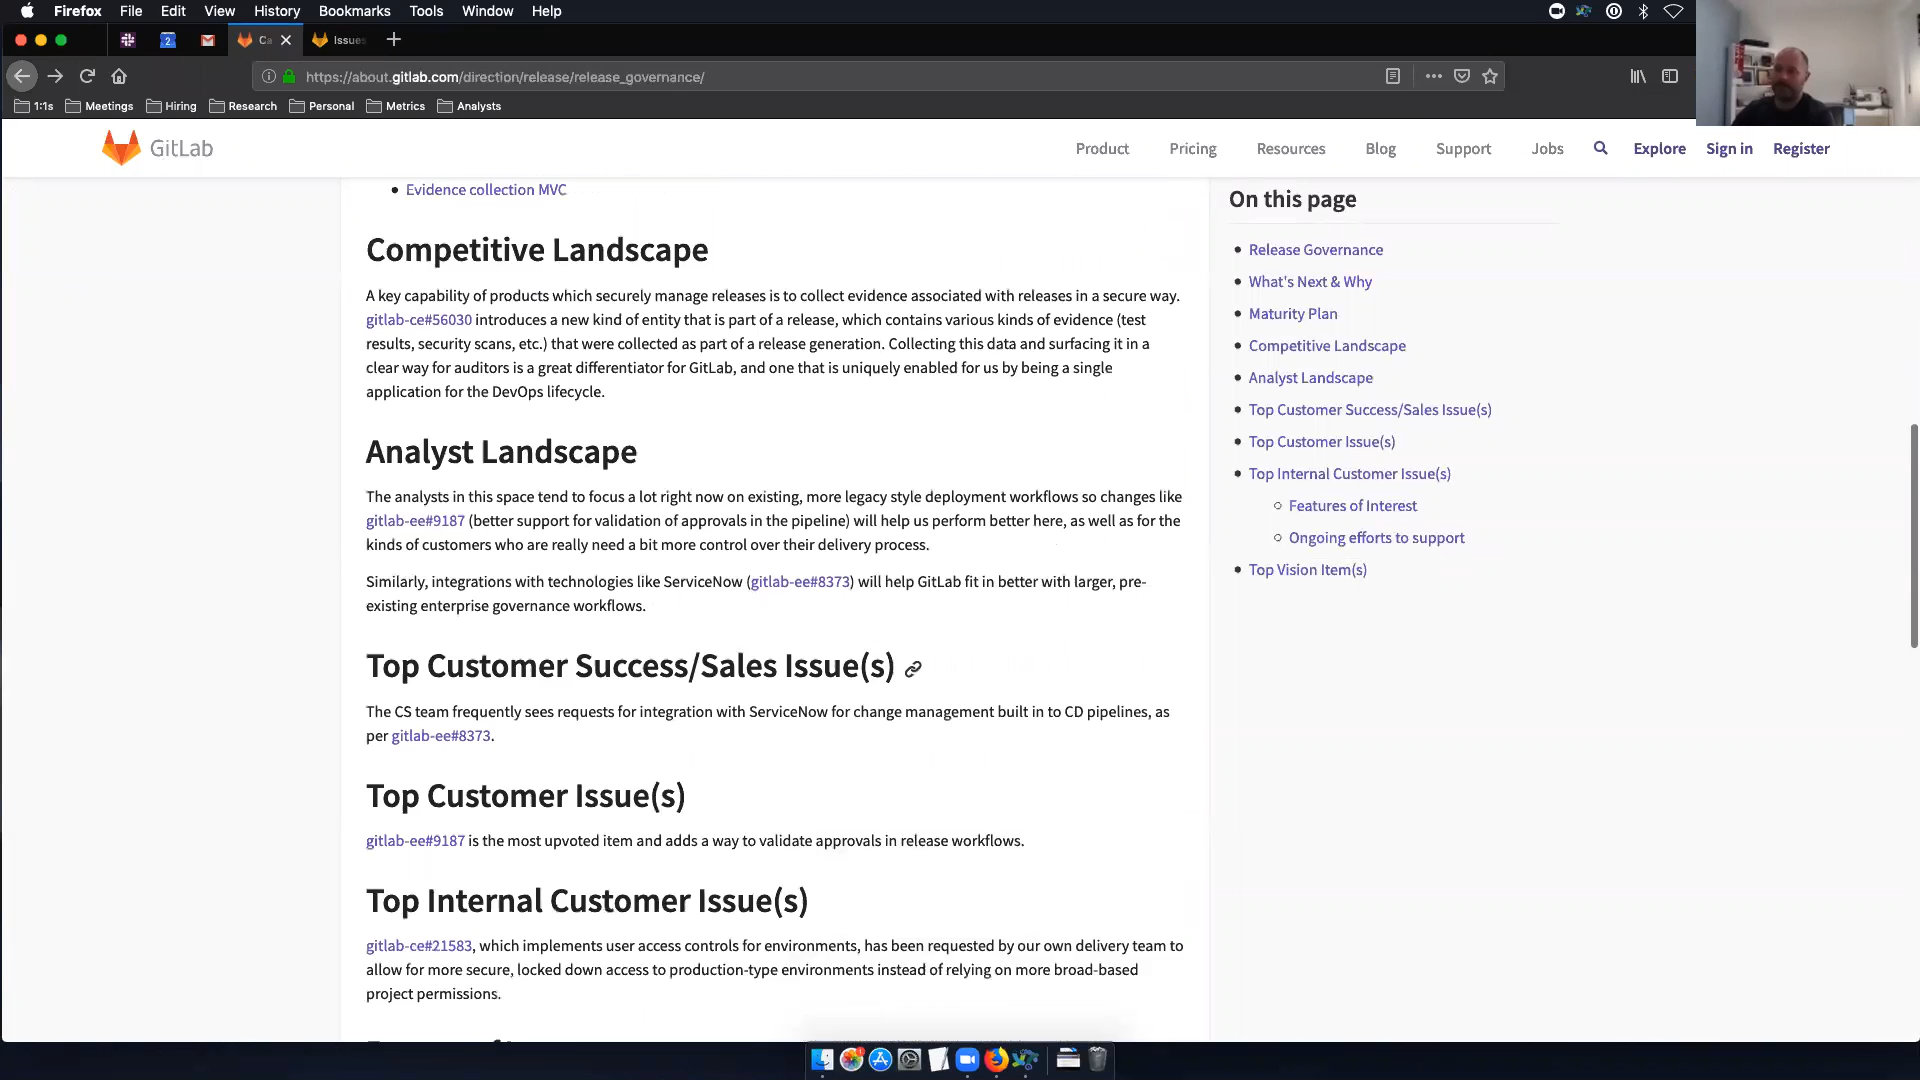 Firefox File Edit View History Bookmarks Tools Window Help
2 Ca Issues
https://about.gitlab.com/direction/release/release_governance/
1:1s Meetings Hiring Research Personal Metrics Analysts
GitLab Product Pricing Resources Blog Support Jobs Explore Sign in Register
Evidence collection MVC
Competitive Landscape
A key capability of products which securely manage releases is to collect evidence associated with releases in a secure way.
gitlab-ce#56030 introduces a new kind of entity that is part of a release, which contains various kinds of evidence (test
results, security scans, etc.) that were collected as part of a release generation. Collecting this data and surfacing it in a
clear way for auditors is a great differentiator for GitLab, and one that is uniquely enabled for us by being a single
application for the DevOps lifecycle.
Analyst Landscape
The analysts in this space tend to focus a lot right now on existing, more legacy style deployment workflows so changes like
gitlab-ee#9187 (better support for validation of approvals in the pipeline) will help us perform better here, as well as for the
kinds of customers who are really need a bit more control over their delivery process.
Similarly, integrations with technologies like ServiceNow (gitlab-ee#8373) will help GitLab fit in better with larger, pre-
existing enterprise governance workflows.
Top Customer Success/Sales Issue(s)
The CS team frequently sees requests for integration with ServiceNow for change management built in to CD pipelines, as
per gitlab-ee#8373.
Top Customer Issue(s)
gitlab-ee#9187 is the most upvoted item and adds a way to validate approvals in release workflows.
Top Internal Customer Issue(s)
gitlab-ce#21583, which implements user access controls for environments, has been requested by our own delivery team to
allow for more secure, locked down access to production-type environments instead of relying on more broad-based
project permissions.
On this page
Release Governance
What's Next & Why
Maturity Plan
Competitive Landscape
Analyst Landscape
Top Customer Success/Sales Issue(s)
Top Customer Issue(s)
Top Internal Customer Issue(s)
Features of Interest
Ongoing efforts to support
Top Vision Item(s)